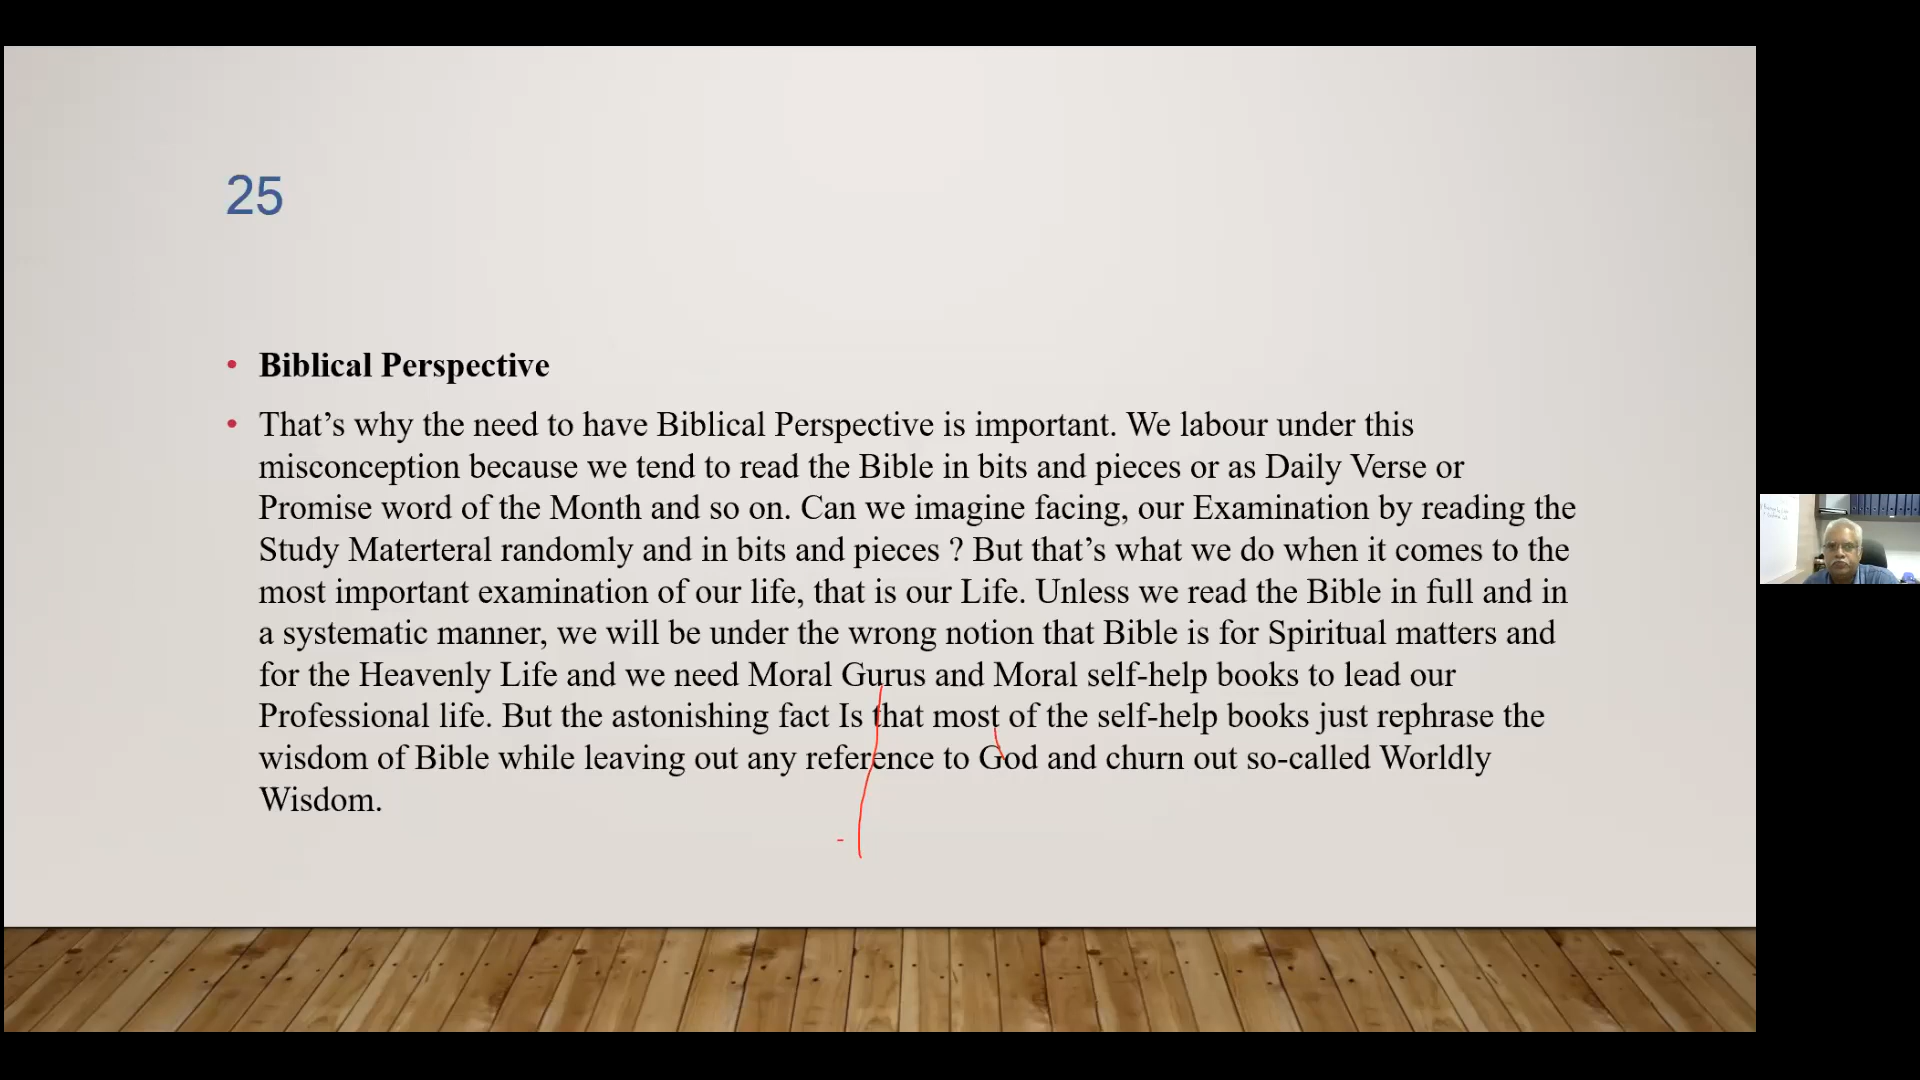 25
Biblical Perspective
That’s why the need to have Biblical Perspective is important. We labour under this
misconception because we tend to read the Bible in bits and pieces or as Daily Verse or
Promise word of the Month and so on. Can we imagine facing, our Examination by reading the
Study Materteral randomly and in bits and pieces ? But that’s what we do when it comes to the
most important examination of our life, that is our Life. Unless we read the Bible in full and in
a systematic manner, we will be under the wrong notion that Bible is for Spiritual matters and
for the Heavenly Life and we need Moral Gurus and Moral self-help books to lead our
Professional life. But the astonishing fact Is that most of the self-help books just rephrase the
wisdom of Bible while leaving out any reference to God and churn out so-called Worldly
Wisdom.